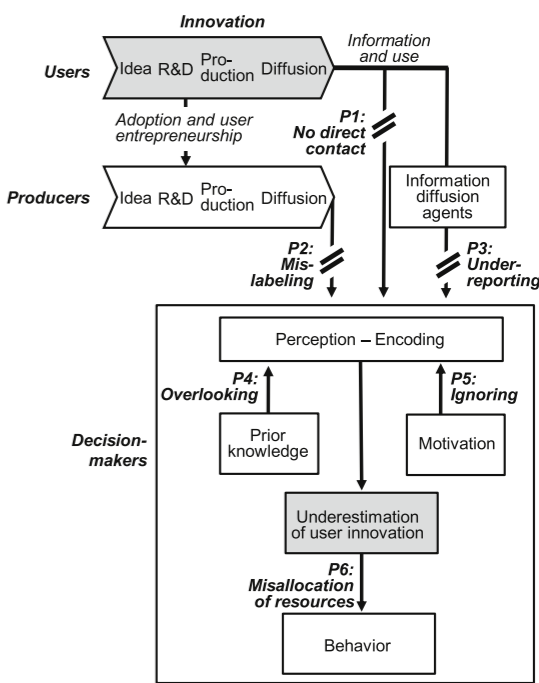 Innovation
Information
and use
Users
Idea R&D Pro-
duction Diffusion
Adoption and user
entrepreneurship
P1:
No direct
contact
Producers
Idea R&D Pro-
duction Diffusion
Information
diffusion
agents
P2:
Mis-
labeling
P3:
Under-
reporting
Perception – Encoding
P4:
Overlooking
P5:
Ignoring
Decision-
makers
Prior
knowledge
Motivation
Underestimation
of user innovation
P6:
Misallocation
of resources
Behavior